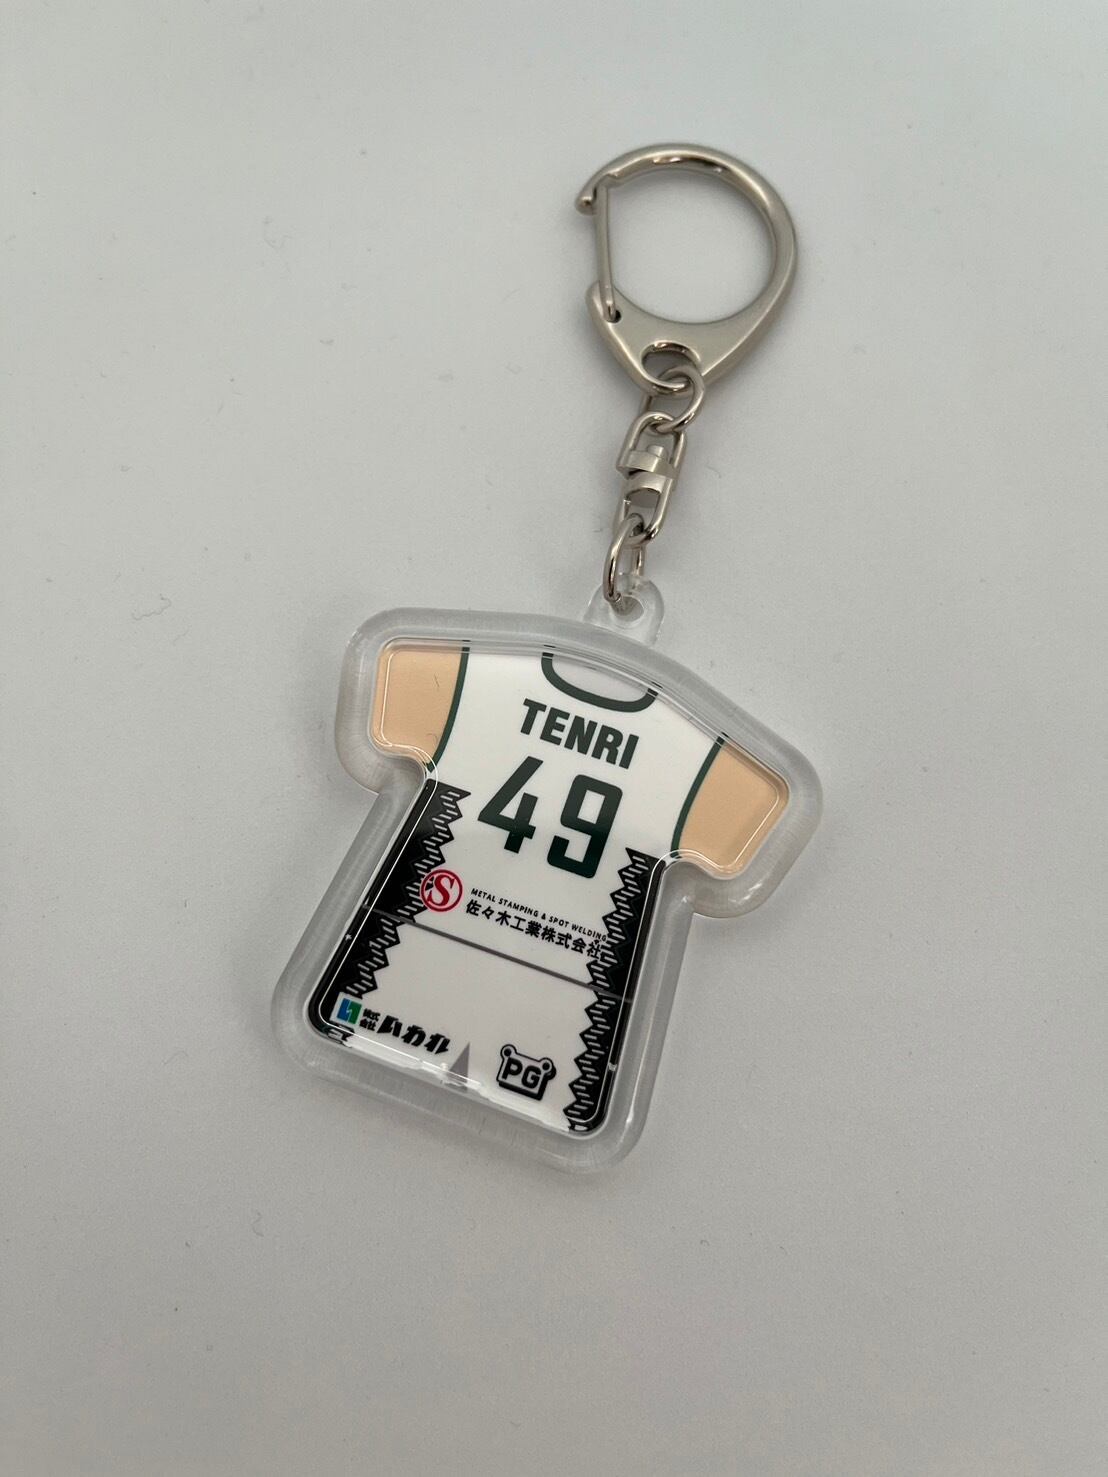 TENRI
49
S
METAL STAMPING & SPOT WELDING
佐々木工業株式会社
株式会社 ハカル
PG